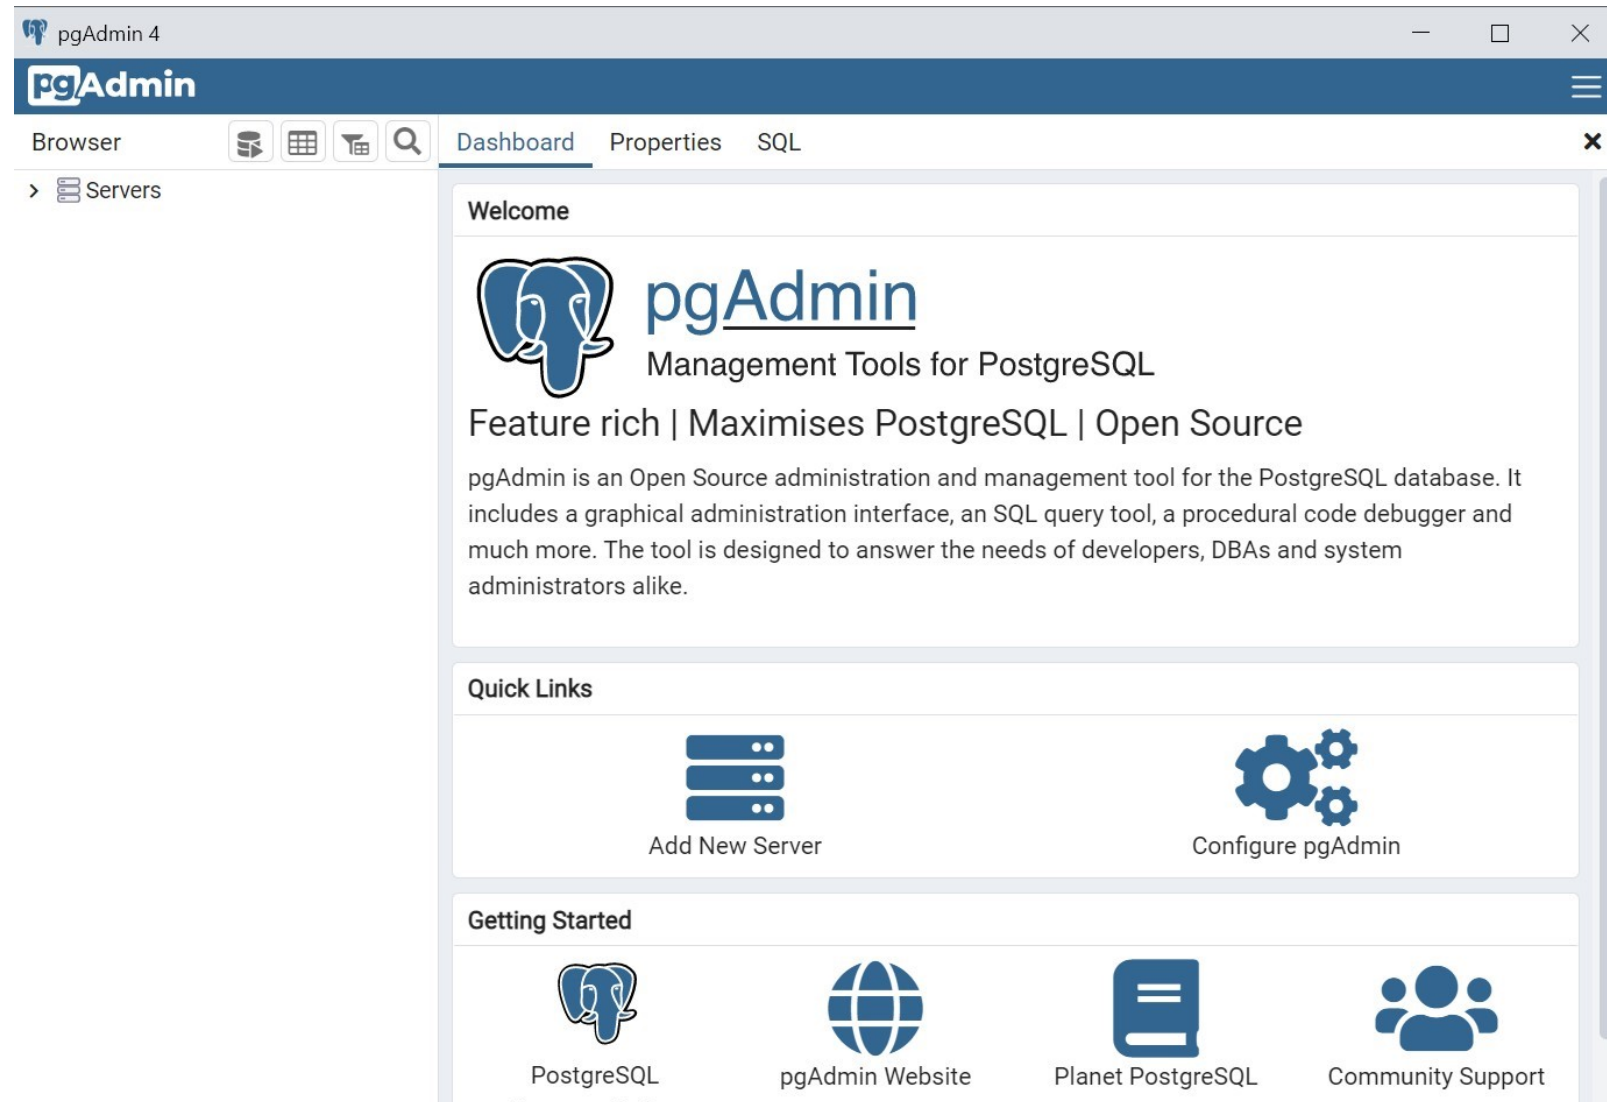 pgAdmin 4
pgAdmin
Browser
Dashboard
Properties
SQL
Servers
Welcome
pgAdmin
Management Tools for PostgreSQL
Feature rich | Maximises PostgreSQL | Open Source
pgAdmin is an Open Source administration and management tool for the PostgreSQL database. It
includes a graphical administration interface, an SQL query tool, a procedural code debugger and
much more. The tool is designed to answer the needs of developers, DBAs and system
administrators alike.
Quick Links
Add New Server
Configure pgAdmin
Getting Started
PostgreSQL
pgAdmin Website
Planet PostgreSQL
Community Support